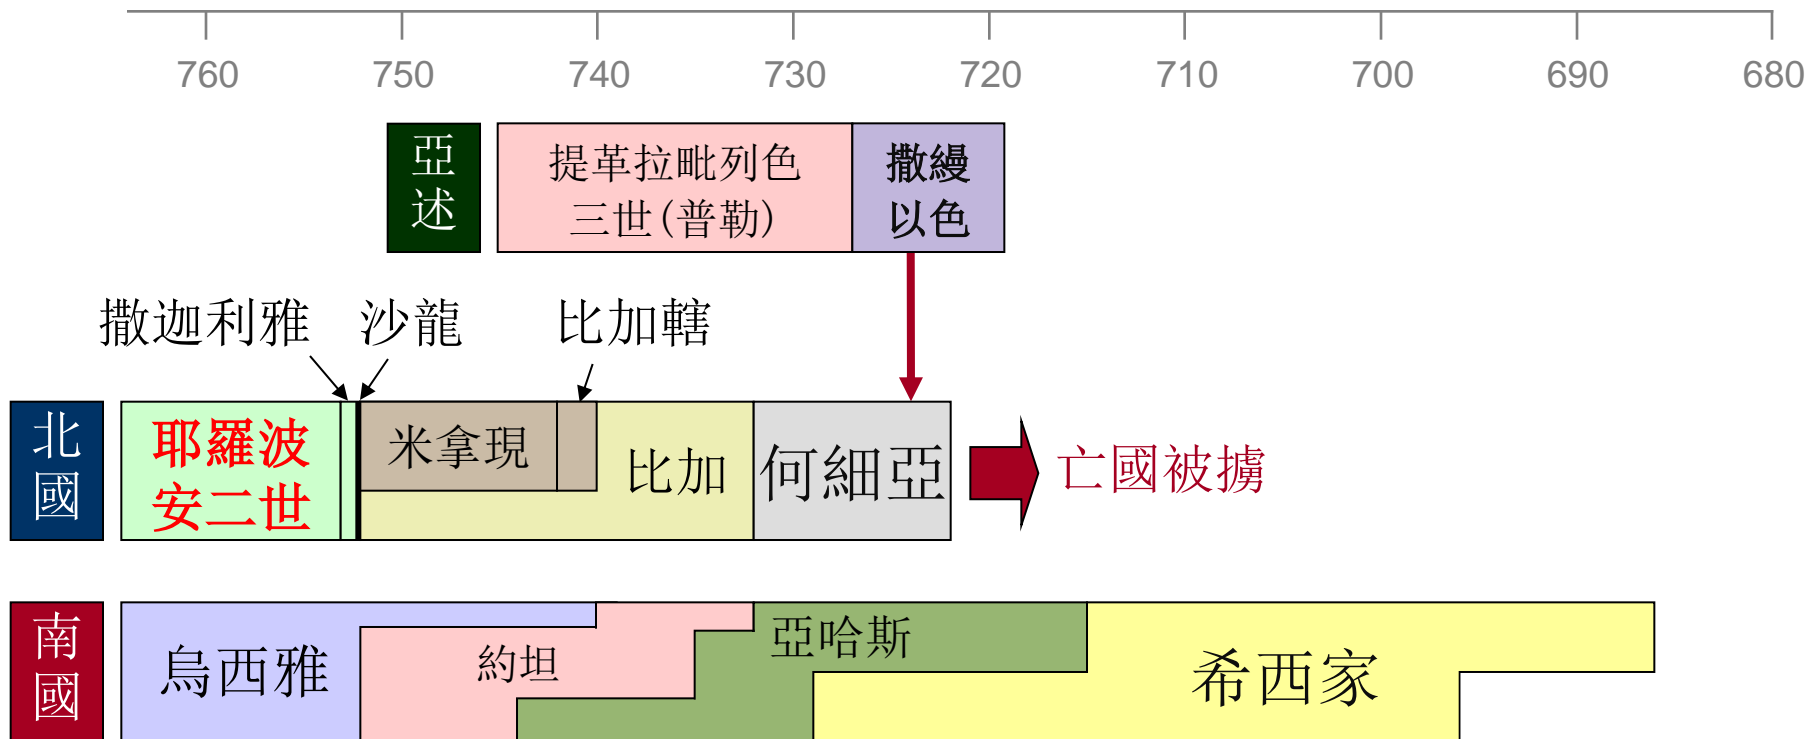 760 750 740 730 720 710 700 690 680
亞述
提革拉毗列色
三世(普勒)
撒縵
以色
撒迦利雅
沙龍
比加轄
北國
耶羅波
安二世
米拿現
比加
何細亞
亡國被擄
南國
烏西雅
約坦
亞哈斯
希西家